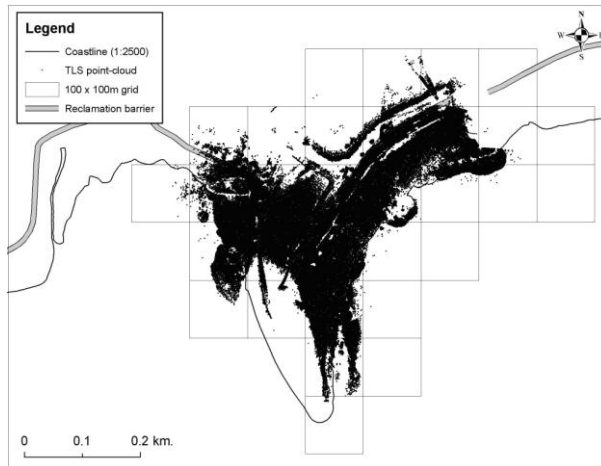 Legend
Coastline (1:2500)
TLS point-cloud
100 x 100m grid
Reclamation barrier
N
W E
S
0 0.1 0.2 km.